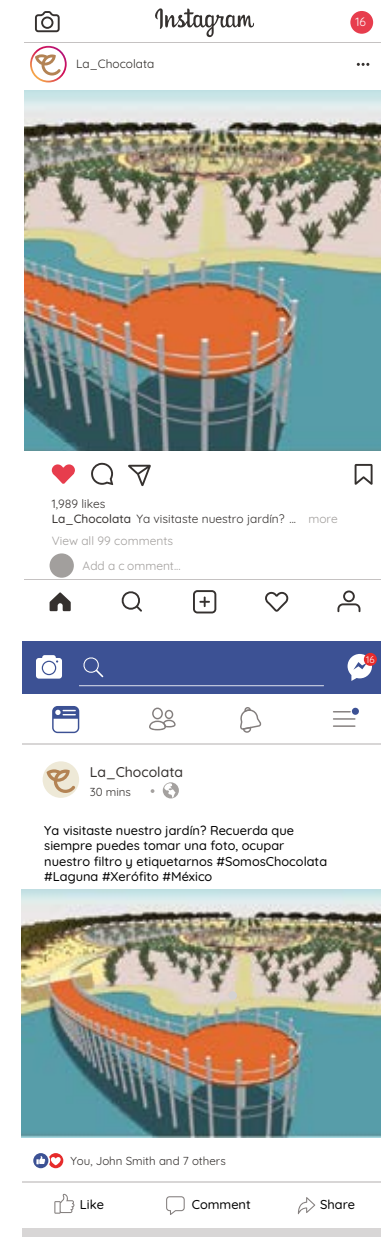 Instagram
16
La_Chocolata
1,989 likes
La_Chocolata Ya visitaste nuestro jardín? ... more
View all 99 comments
Add a c omment...
16
La_Chocolata
30 mins
Ya visitaste nuestro jardín? Recuerda que
siempre puedes tomar una foto, ocupar
nuestro filtro y etiquetarnos #SomosChocolata
#Laguna #Xerófito #México
You, John Smith and 7 others
Like Comment Share